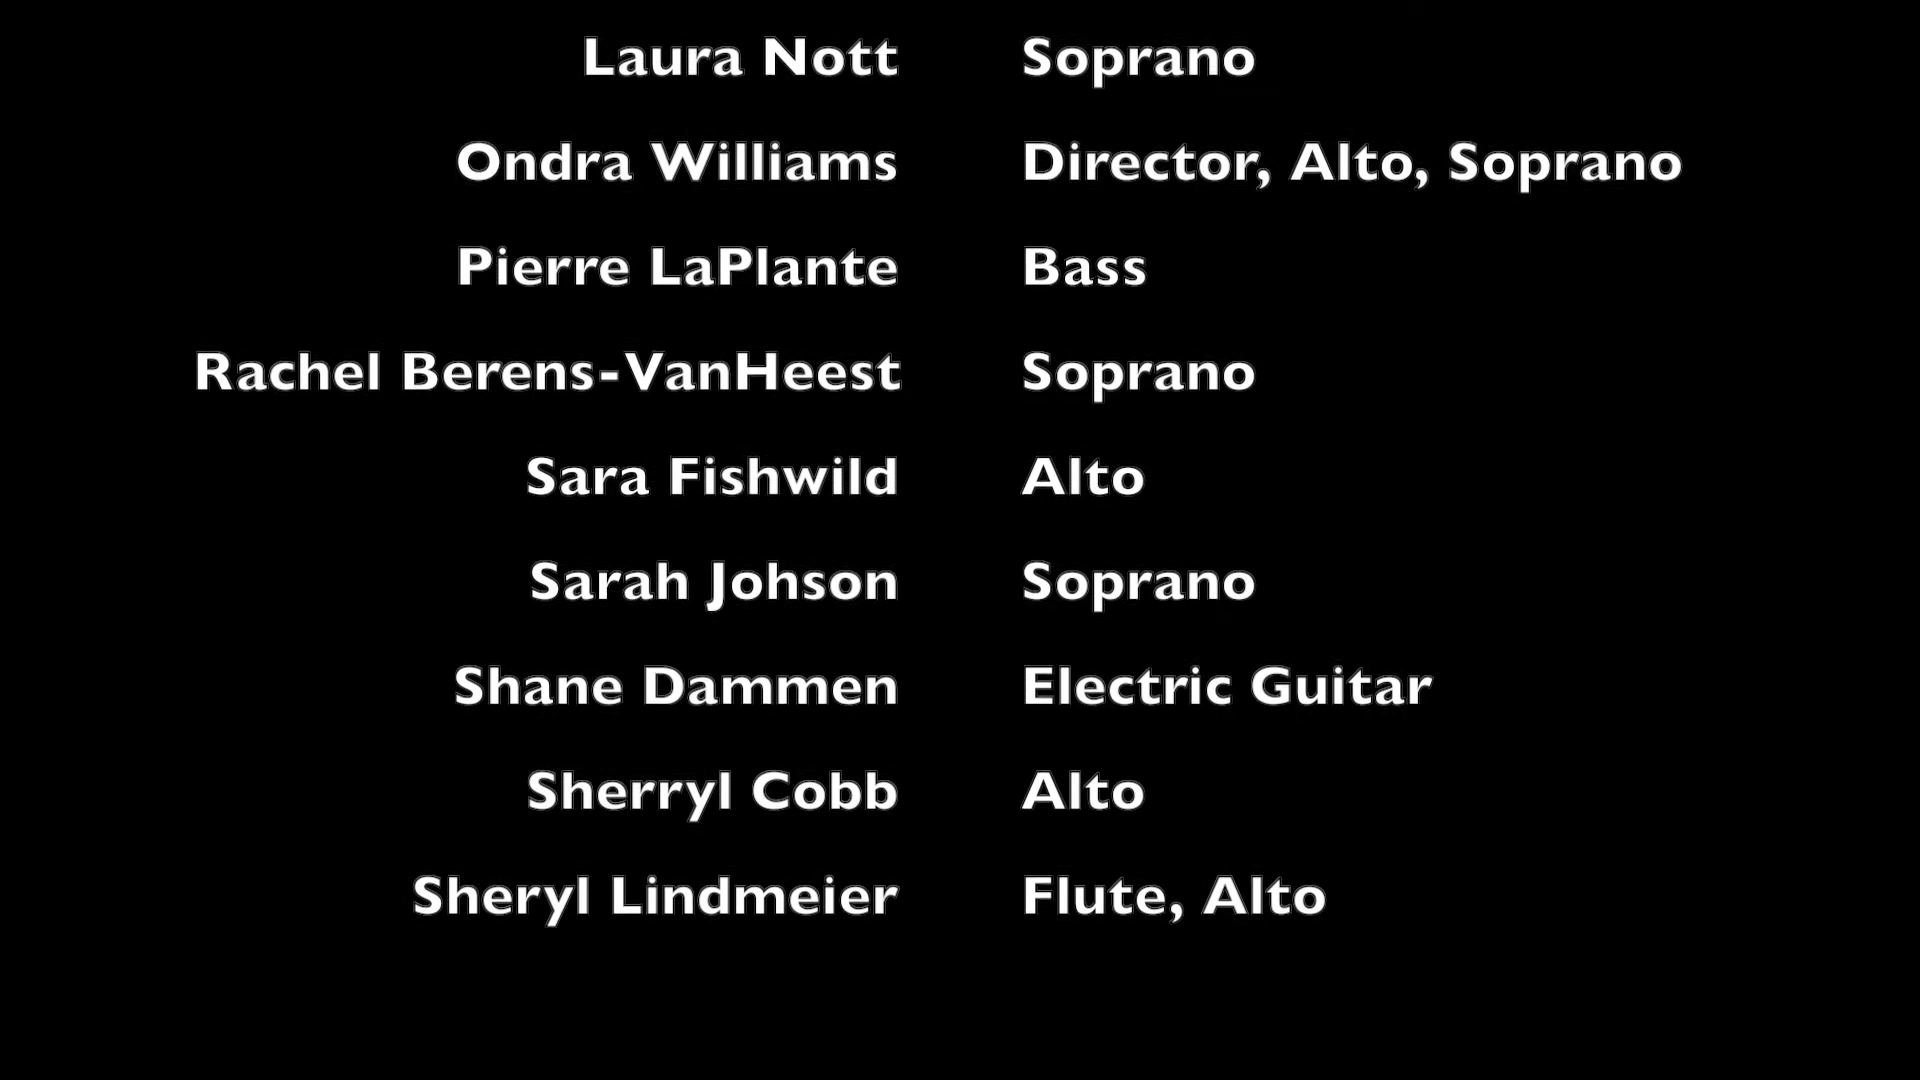 Laura Nott Soprano
Ondra Williams Director, Alto, Soprano
Pierre LaPlante Bass
Rachel Berens-VanHeest Soprano
Sara Fishwild Alto
Sarah Johson Soprano
Shane Dammen Electric Guitar
Sherryl Cobb Alto
Sheryl Lindmeier Flute, Alto